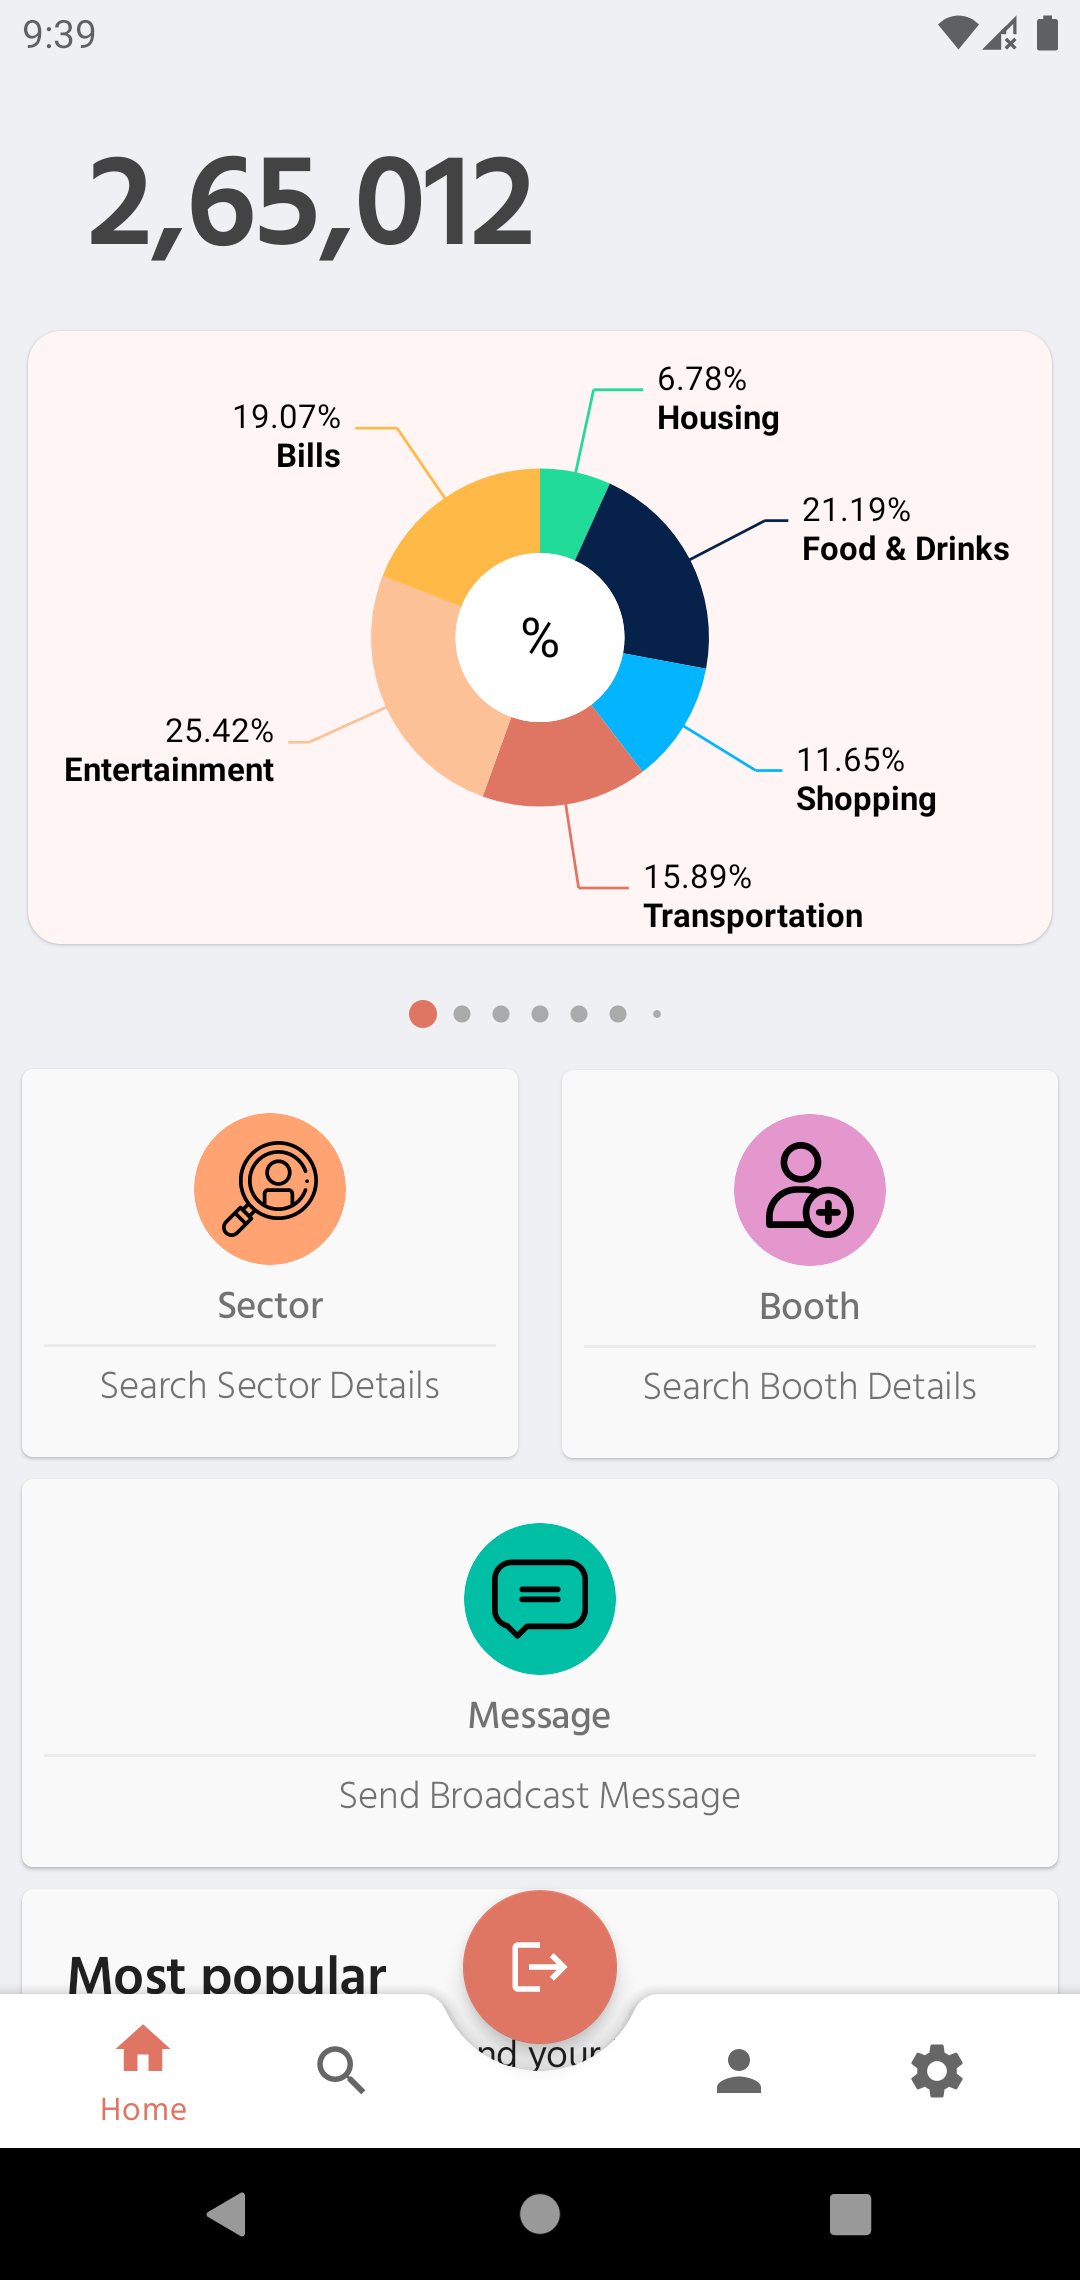 9:39
2,65,012
6.78%
Housing
19.07%
Bills
21.19%
Food & Drinks
%
25.42%
Entertainment
11.65%
Shopping
15.89%
Transportation
Sector
Booth
Search Sector Details
Search Booth Details
Message
Send Broadcast Message
Most popular
nd your
Home